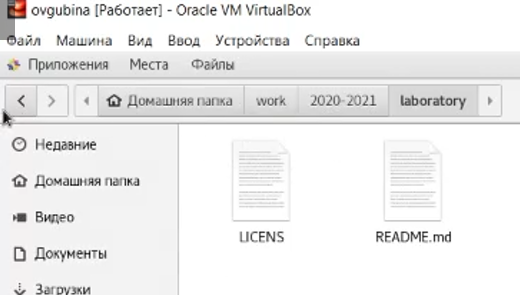 ovgubina [Работает] - Oracle VM VirtualBox
Файл Машина Вид Ввод Устройства Справка
Приложения Места Файлы
Домашняя папка work 2020-2021 laboratory
Недавние
Домашняя папка
Видео
Документы
Загрузки
LICENS README.md